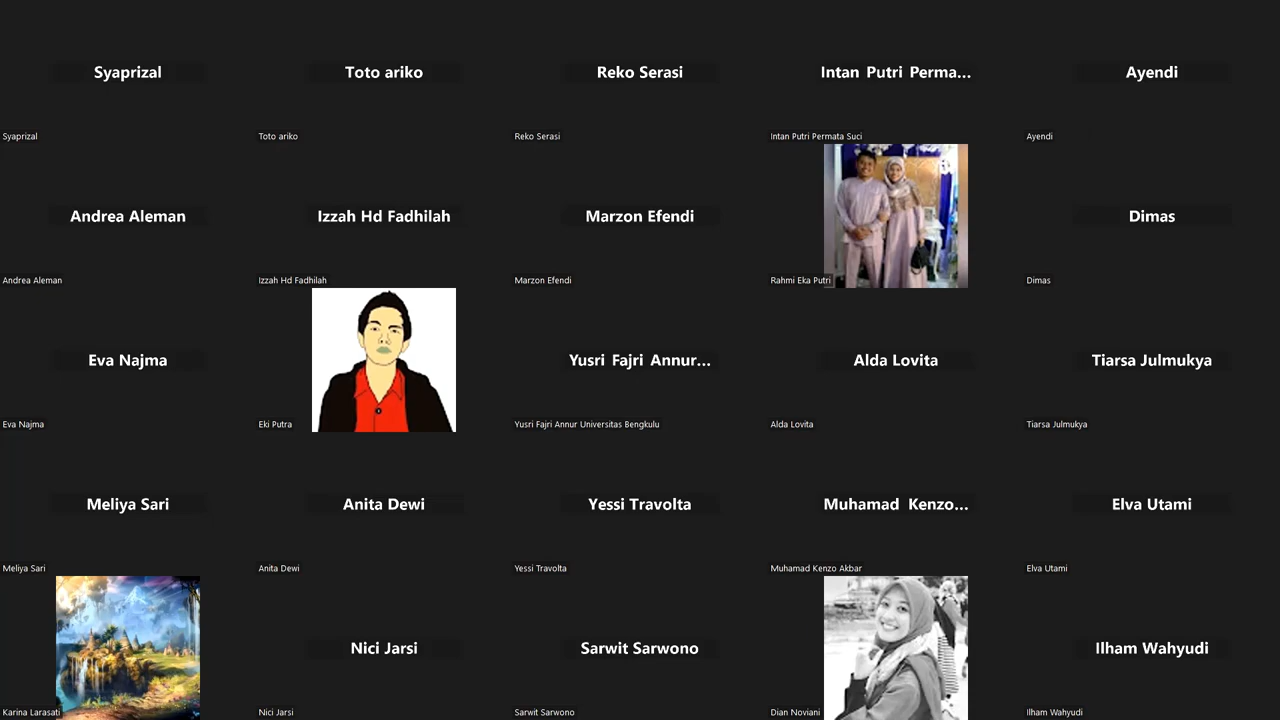 Syaprizal
Toto ariko
Reko Serasi
Intan Putri Perma...
Ayendi
Syaprizal
Toto ariko
Reko Serasi
Intan Putri Permata Suci
Ayendi
Andrea Aleman
Izzah Hd Fadhilah
Marzon Efendi
Dimas
Andrea Aleman
Izzah Hd Fadhilah
Marzon Efendi
Rahmi Eka Putri
Dimas
Eva Najma
Yusri Fajri Annur...
Alda Lovita
Tiarsa Julmukya
Eva Najma
Eki Putra
Yusri Fajri Annur Universitas Bengkulu
Alda Lovita
Tiarsa Julmukya
Meliya Sari
Anita Dewi
Yessi Travolta
Muhamad Kenzo...
Elva Utami
Meliya Sari
Anita Dewi
Yessi Travolta
Muhamad Kenzo Akbar
Elva Utami
Nici Jarsi
Sarwit Sarwono
Ilham Wahyudi
Karina Larasati
Nici Jarsi
Sarwit Sarwono
Dian Noviani
Ilham Wahyudi